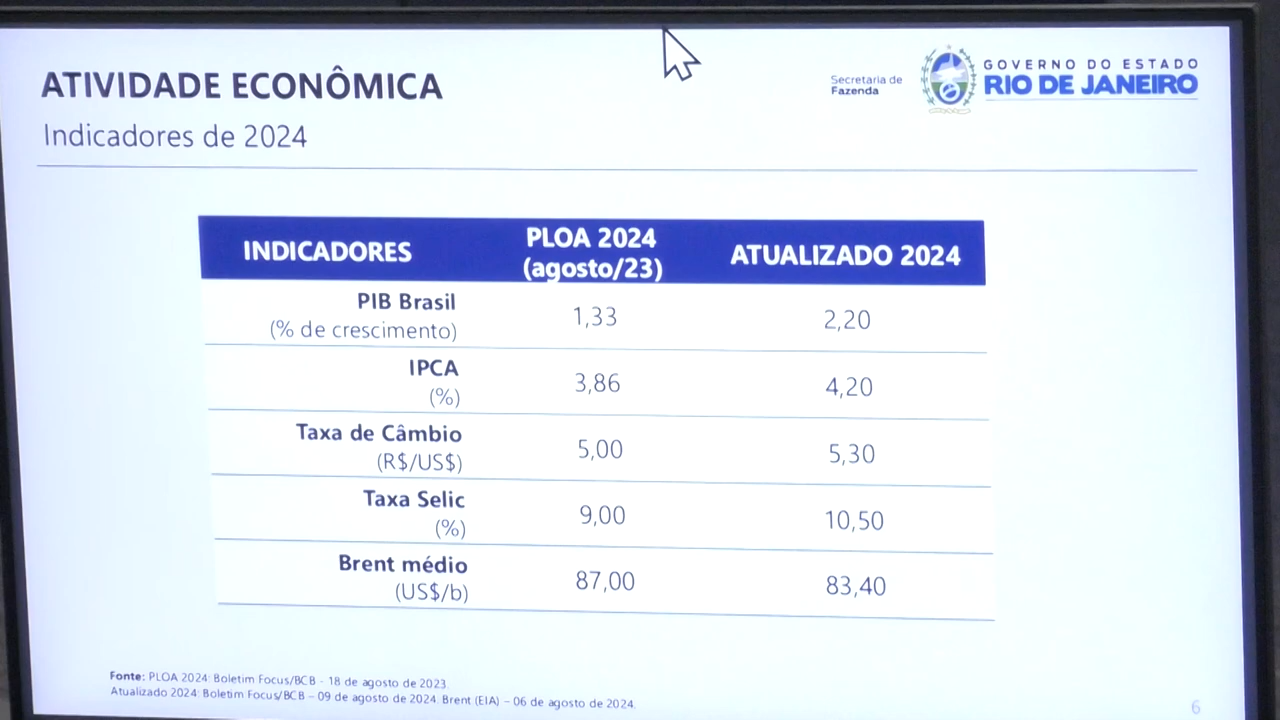 ATIVIDADE ECONÔMICA
Indicadores de 2024
Secretaria de
Fazenda
GOVERNO DO ESTADO
RIO DE JANEIRO
INDICADORES
PLOA 2024
(agosto/23)
ATUALIZADO 2024
PIB Brasil
(% de crescimento)
1,33
2,20
IPCA
(%)
3,86
4,20
Taxa de Câmbio
(R$/US$)
5,00
5,30
Taxa Selic
(%)
9,00
10,50
Brent médio
(US$/b)
87,00
83,40
Fonte: PLOA 2024: Boletim Focus/BCB - 18 de agosto de 2023.
Atualizado 2024: Boletim Focus/BCB – 09 de agosto de 2024. Brent (EIA) – 06 de agosto de 2024.
6